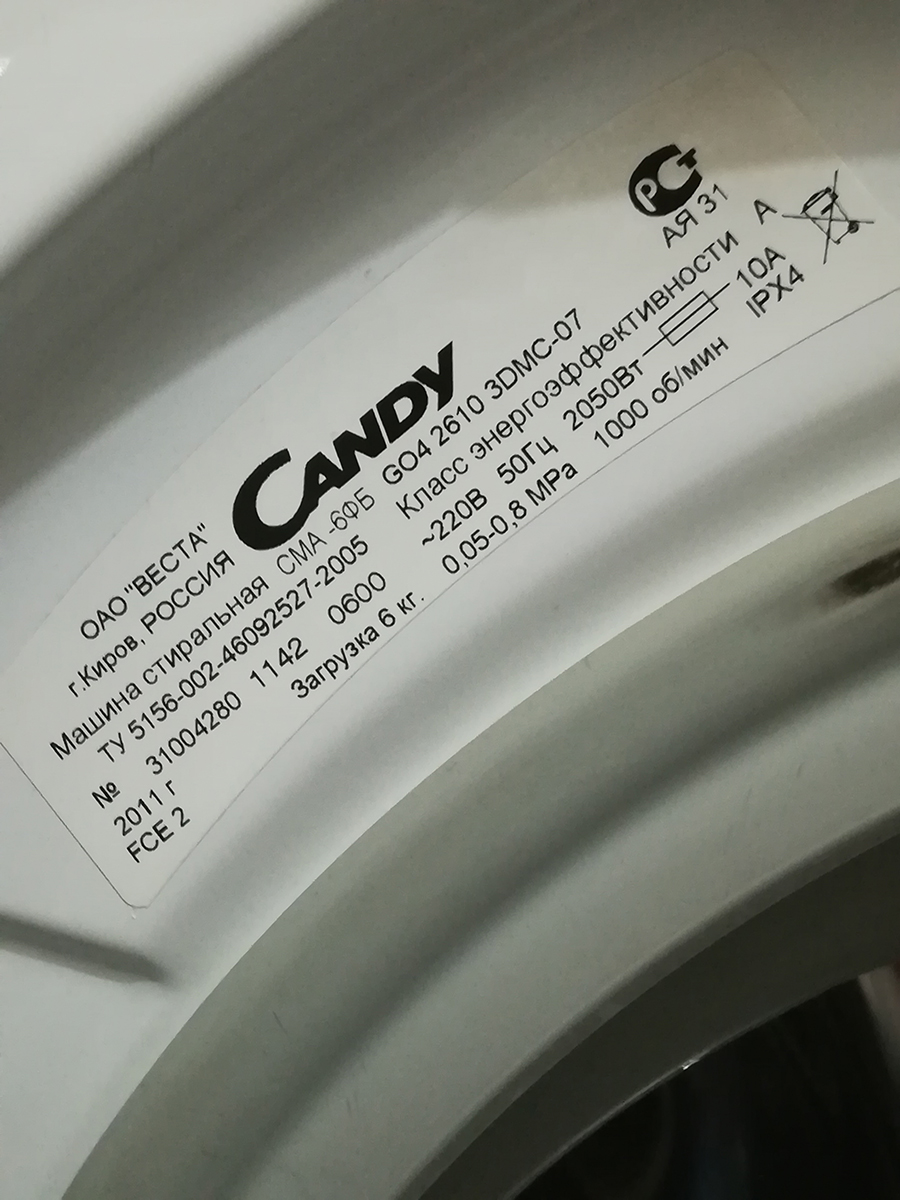 ОАО "ВЕСТА"
г.Киров, РОССИЯ
CANDY
РСТ
АЯ 31
Машина стиральная СМА -6ФБ GO4 2610 3DMC-07
ТУ 5156-002-46092527-2005 Класс энергоэффективности А
№ 31004280 1142 0600 ~220В 50Гц 2050Вт 10А
2011 г Загрузка 6 кг. 0,05-0,8 MPa 1000 об/мин IPX4
FCE 2